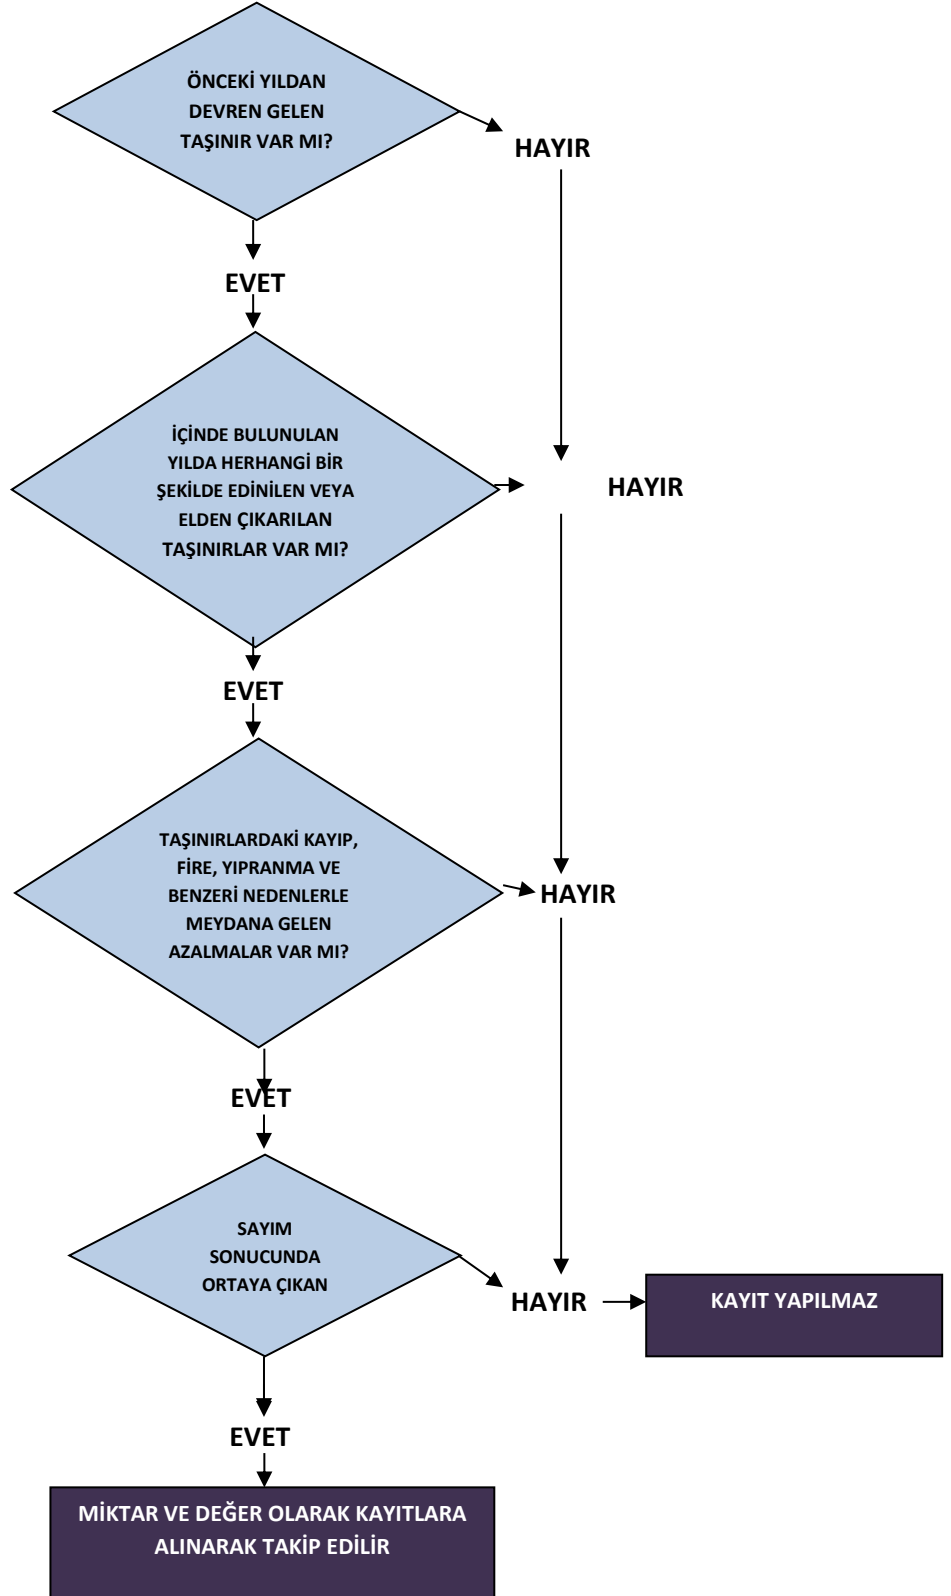 ÖNCEKİ YILDAN
DEVREN GELEN
TAŞINIR VAR MI?
HAYIR
EVET
İÇİNDE BULUNULAN
YILDA HERHANGİ BİR
ŞEKİLDE EDİNİLEN VEYA
ELDEN ÇIKARILAN
TAŞINIRLAR VAR MI?
HAYIR
EVET
TAŞINIRLARDAKİ KAYIP,
FİRE, YIPRANMA VE
BENZERİ NEDENLERLE
MEYDANA GELEN
AZALMALAR VAR MI?
HAYIR
EVET
SAYIM
SONUCUNDA
ORTAYA ÇIKAN
HAYIR
KAYIT YAPILMAZ
EVET
MİKTAR VE DEĞER OLARAK KAYITLARA
ALINARAK TAKİP EDİLİR